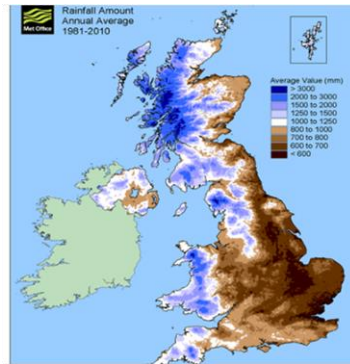 Met Office
Rainfall Amount
Annual Average
1981-2010
Average Value (mm)
> 3000
2000 to 3000
1500 to 2000
1250 to 1500
1000 to 1250
800 to 1000
700 to 800
600 to 700
< 600